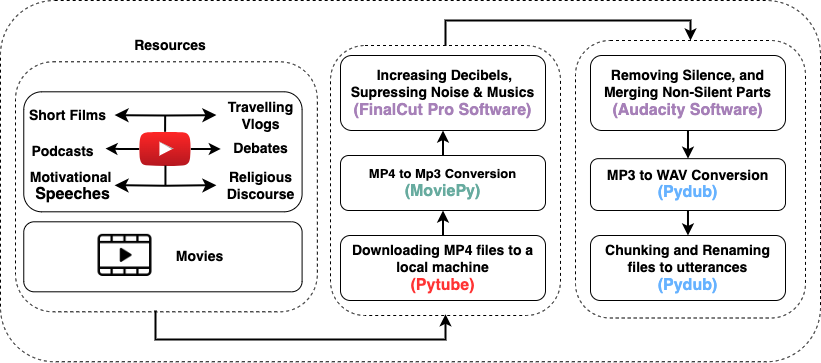 Resources
Short Films
Travelling
Vlogs
Podcasts
Debates
Motivational
Speeches
Religious
Discourse
Movies
Increasing Decibels,
Supressing Noise & Musics
(FinalCut Pro Software)
MP4 to Mp3 Conversion
(MoviePy)
Downloading MP4 files to a
local machine
(Pytube)
Removing Silence, and
Merging Non-Silent Parts
(Audacity Software)
MP3 to WAV Conversion
(Pydub)
Chunking and Renaming
files to utterances
(Pydub)